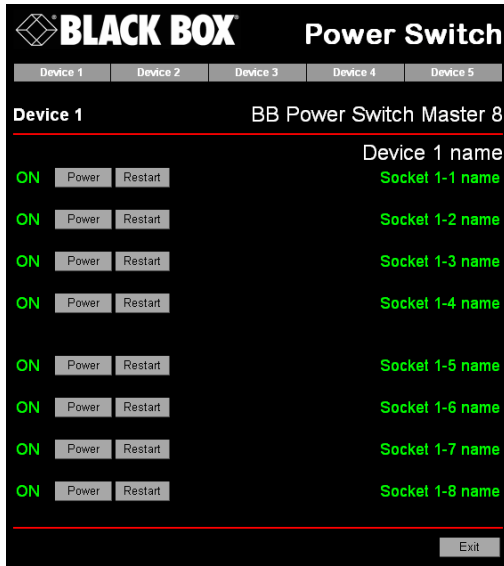 BLACK BOX® Power Switch
Device 1 Device 2 Device 3 Device 4 Device 5
Device 1 BB Power Switch Master 8
Device 1 name
ON Power Restart Socket 1-1 name
ON Power Restart Socket 1-2 name
ON Power Restart Socket 1-3 name
ON Power Restart Socket 1-4 name
ON Power Restart Socket 1-5 name
ON Power Restart Socket 1-6 name
ON Power Restart Socket 1-7 name
ON Power Restart Socket 1-8 name
Exit